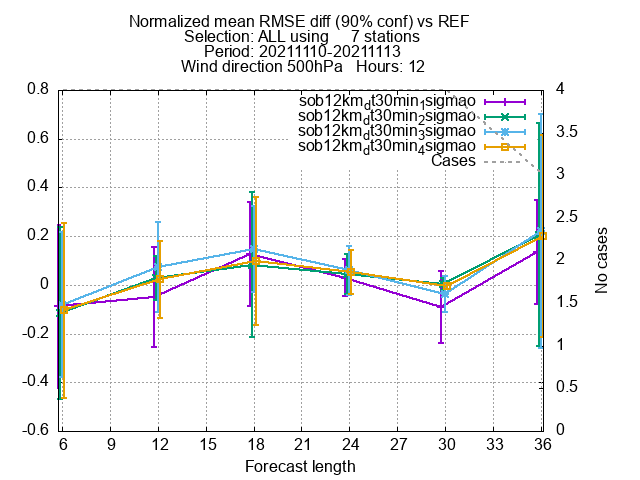 Normalized mean RMSE diff (90% conf) vs REF
Selection: ALL using     7 stations
Period: 20211110-20211113
Wind direction 500hPa   Hours: 12
sob12km_dt30min_1sigmao
sob12km_dt30min_2sigmao
sob12km_dt30min_3sigmao
sob12km_dt30min_4sigmao
Cases
0.8
0.6
0.4
0.2
0
-0.2
-0.4
-0.6
4
3.5
3
2.5
2
1.5
1
0.5
0
No cases
6 9 12 15 18 21 24 27 30 33 36
Forecast length